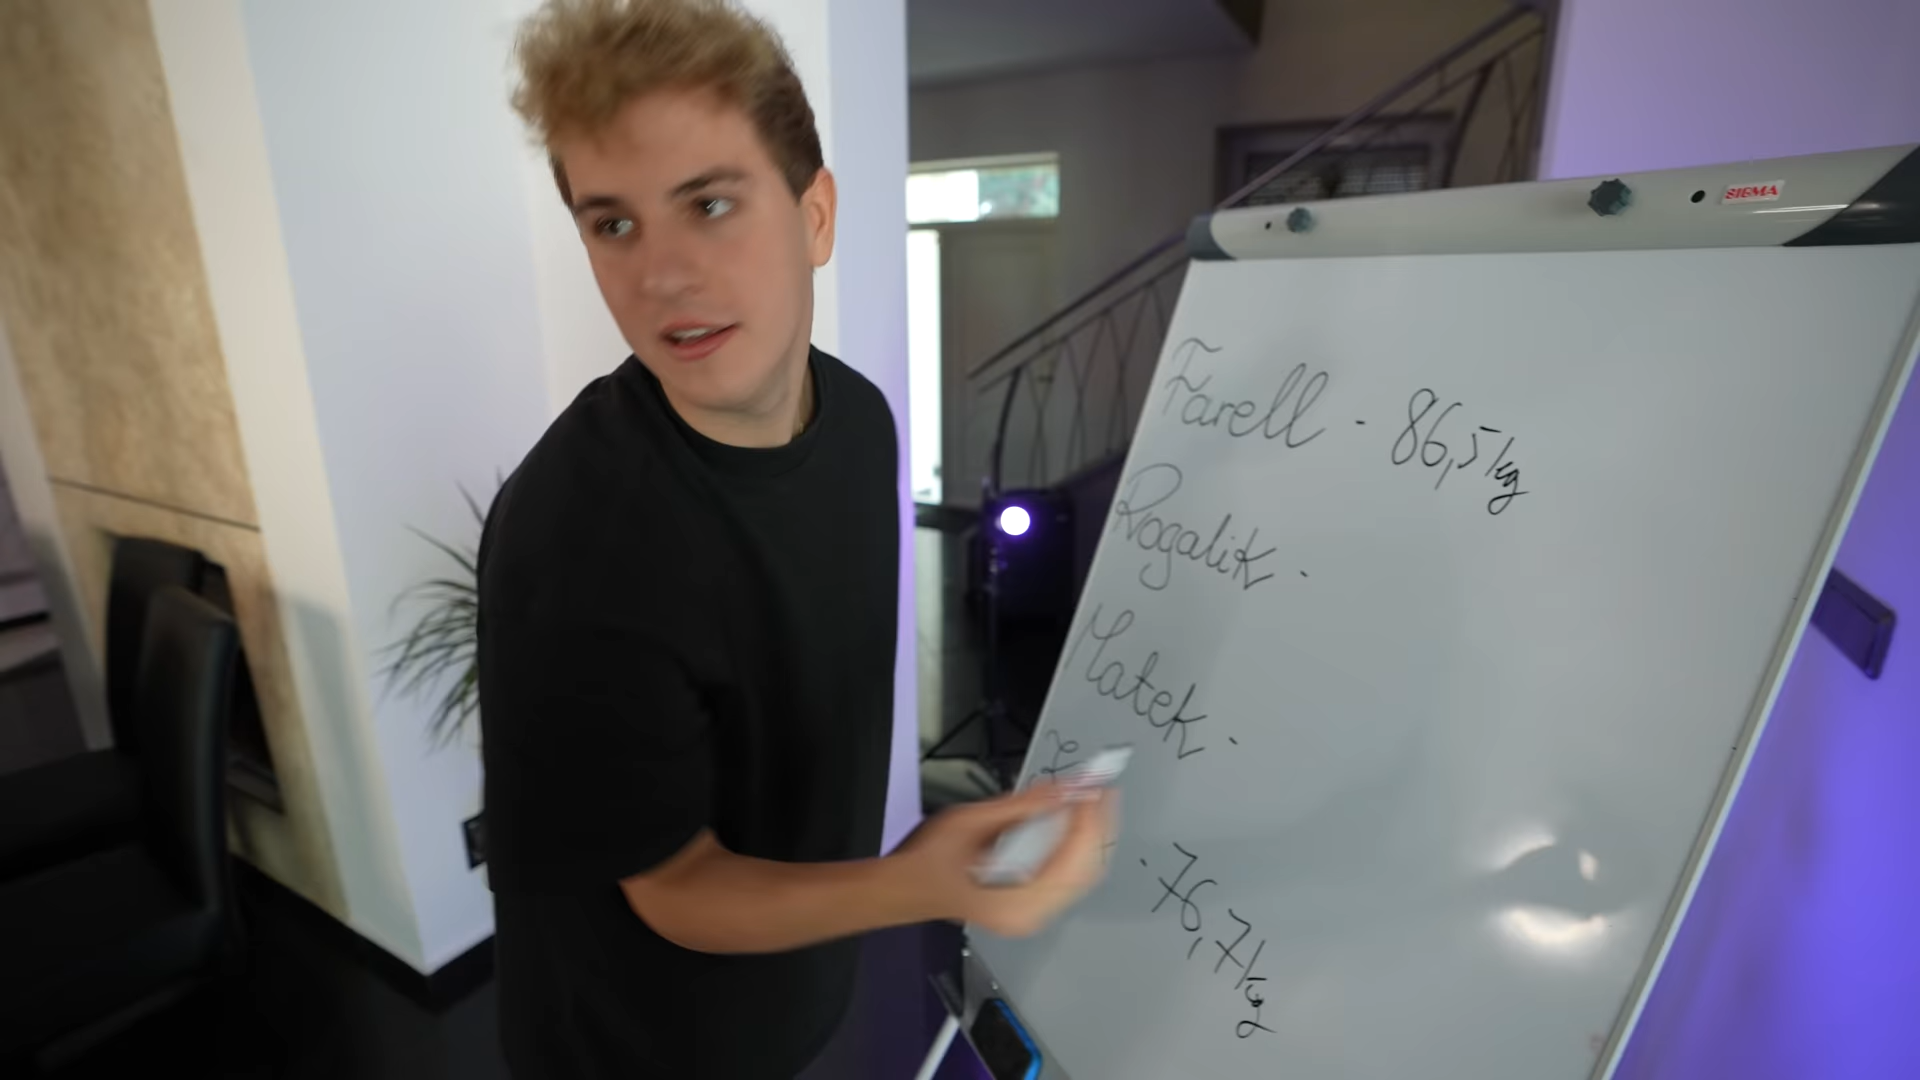 SIGMA
Farell - 86,5kg
Rogalik -
Matek -
- 76,7kg